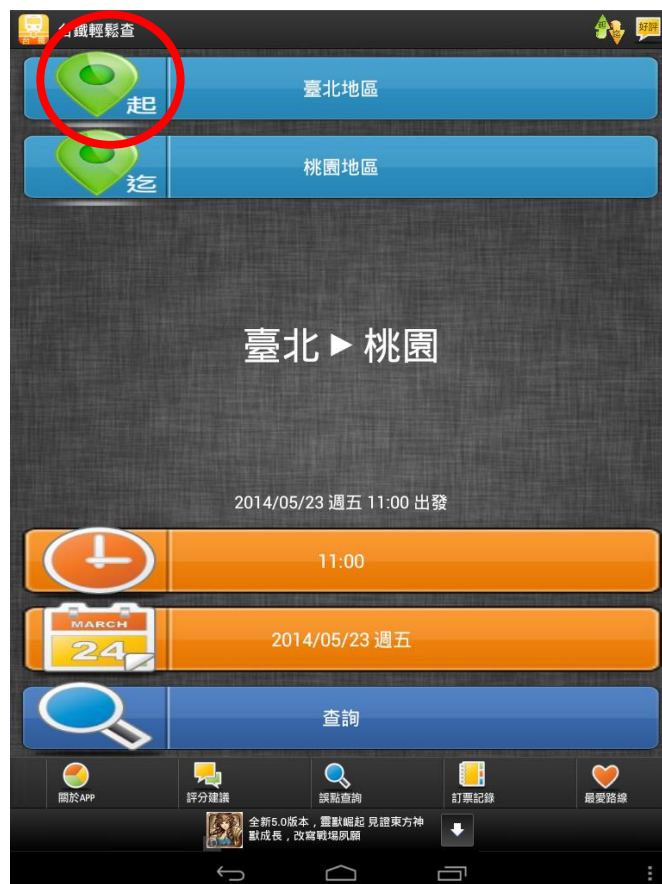 台鐵輕鬆查
好評
起
臺北地區
迄
桃園地區
臺北▶桃園
2014/05/23 週五 11:00 出發
11:00
MARCH
24
2014/05/23 週五
查詢
關於APP
評分建議
誤點查詢
訂票記錄
最愛路線
全新5.0版本，靈獸崛起 見證東方神
獸成長，改寫戰場夙願